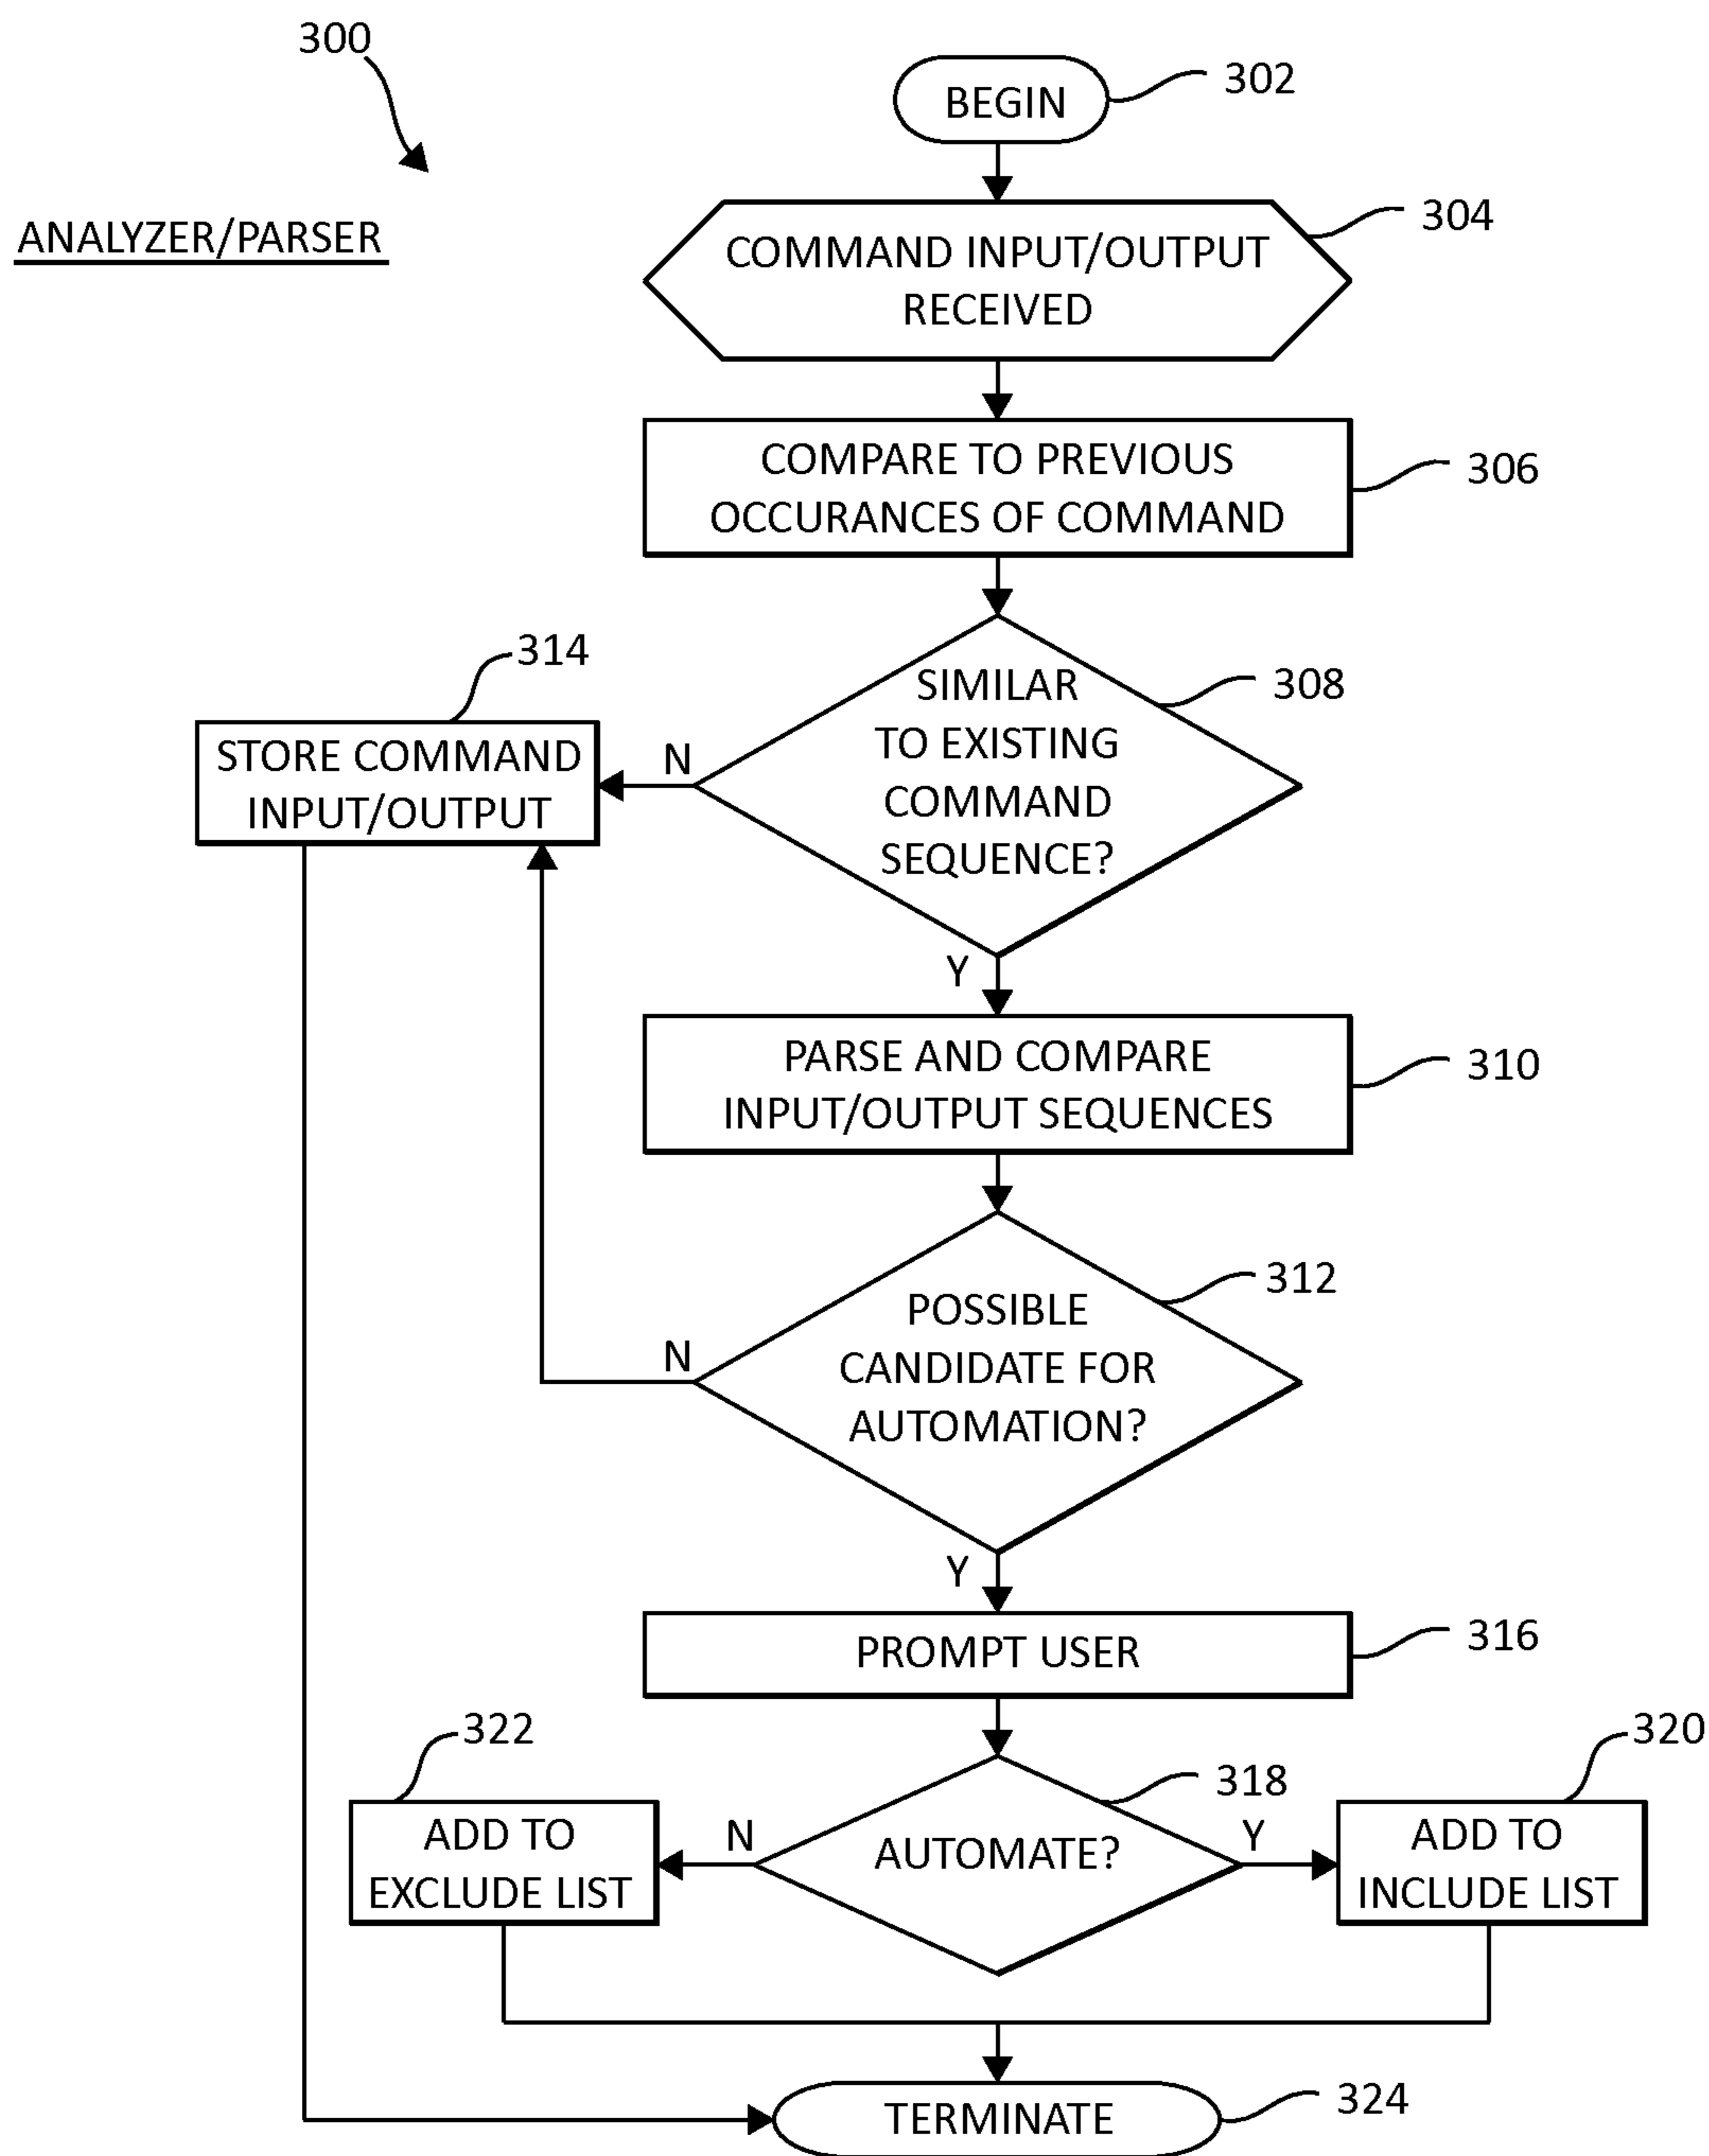 300
BEGIN
302
ANALYZER/PARSER
COMMAND INPUT/OUTPUT
RECEIVED
304
COMPARE TO PREVIOUS
OCCURANCES OF COMMAND
306
314
SIMILAR
TO EXISTING
COMMAND
SEQUENCE?
308
STORE COMMAND
INPUT/OUTPUT
N
Y
PARSE AND COMPARE
INPUT/OUTPUT SEQUENCES
310
POSSIBLE
CANDIDATE FOR
AUTOMATION?
312
N
Y
PROMPT USER
316
322
318
320
ADD TO
EXCLUDE LIST
N
AUTOMATE?
Y
ADD TO
INCLUDE LIST
TERMINATE
324